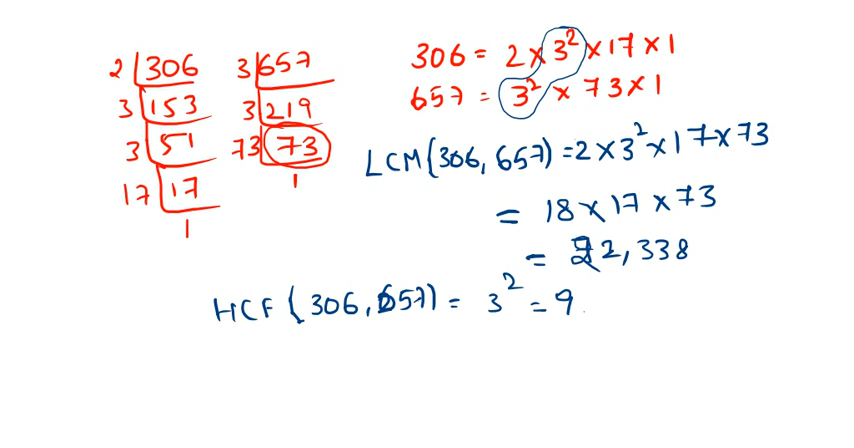 2 306
3 153
3 51
17 17
1
3 657
3 219
73 73
1
306 = 2 × 3² × 17 × 1
657 = 3² × 73 × 1
LCM(306, 657) = 2 × 3² × 17 × 73
= 18 × 17 × 73
= 22,338
HCF (306, 657) = 3² = 9